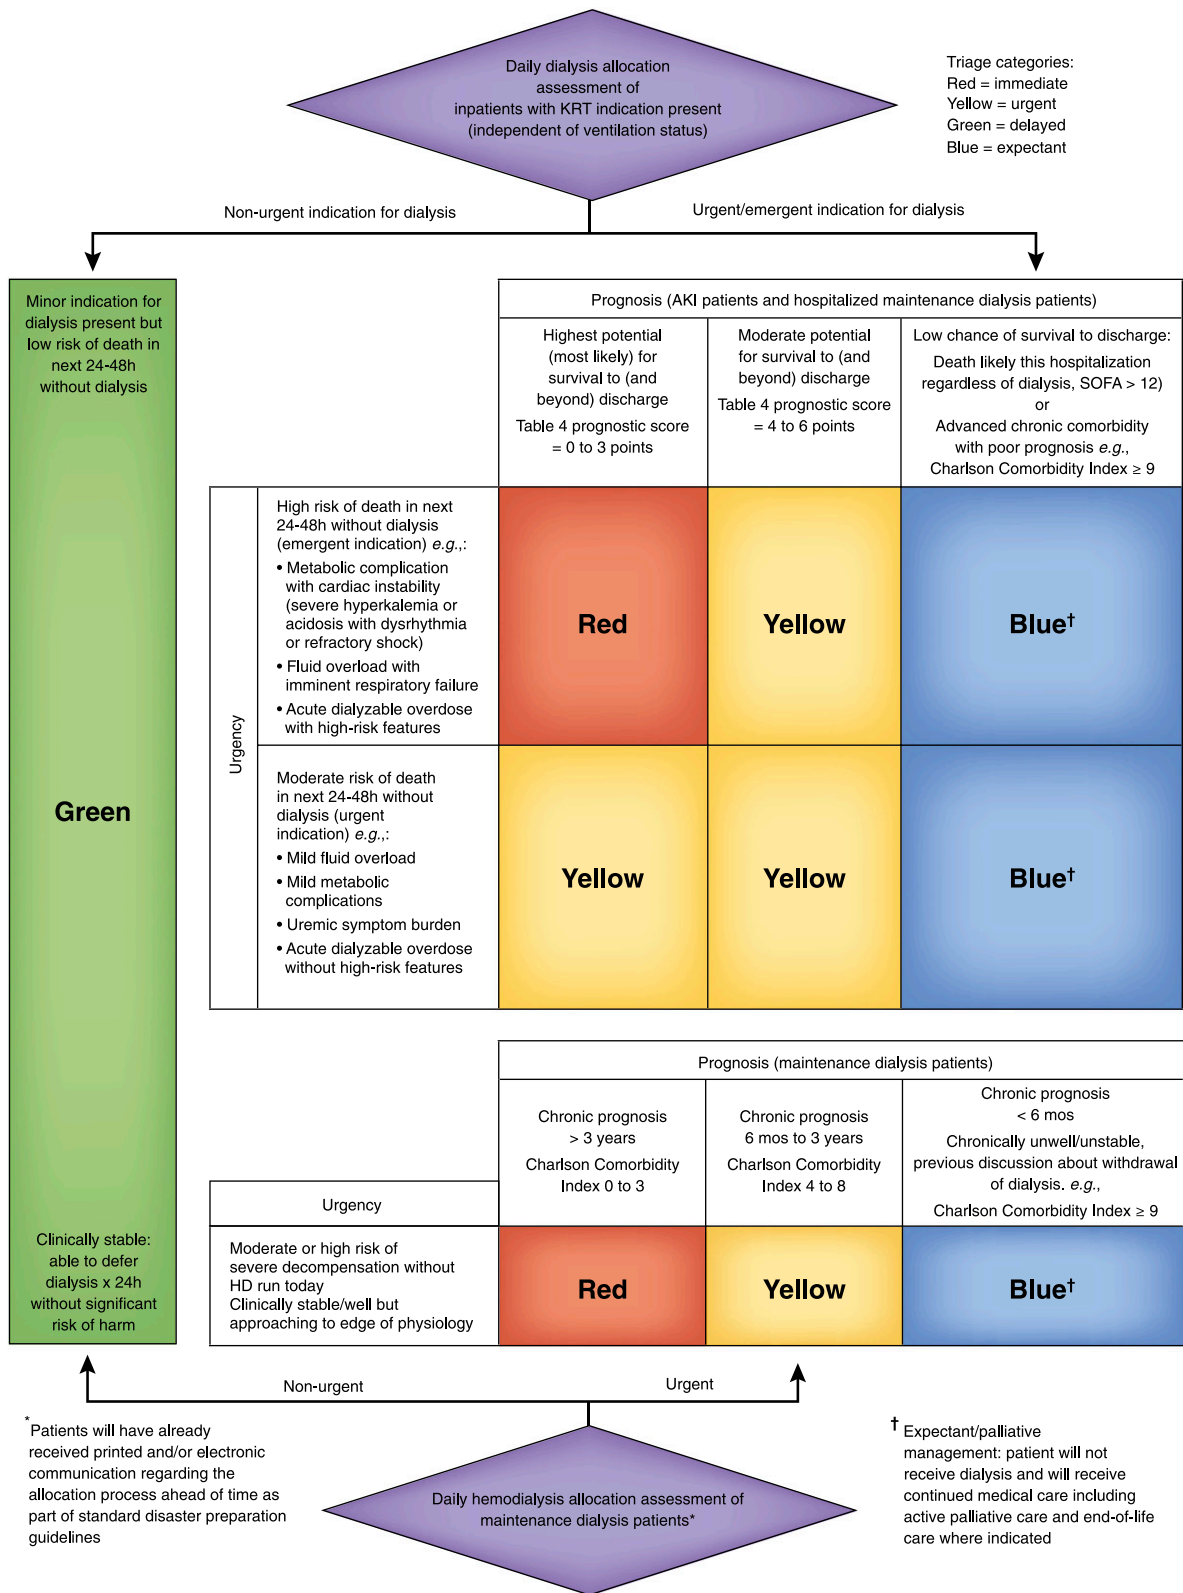 Daily dialysis allocation
assessment of
inpatients with KRT indication present
(independent of ventilation status)
Triage categories:
Red = immediate
Yellow = urgent
Green = delayed
Blue = expectant
Non-urgent indication for dialysis
Urgent/emergent indication for dialysis
Minor indication for
dialysis present but
low risk of death in
next 24-48h
without dialysis
Green
Clinically stable:
able to defer
dialysis x 24h
without significant
risk of harm
Prognosis (AKI patients and hospitalized maintenance dialysis patients)
Highest potential
(most likely) for
survival to (and
beyond) discharge
Table 4 prognostic score
= 0 to 3 points
Moderate potential
for survival to (and
beyond) discharge
Table 4 prognostic score
= 4 to 6 points
Low chance of survival to discharge:
Death likely this hospitalization
regardless of dialysis, SOFA > 12)
or
Advanced chronic comorbidity
with poor prognosis e.g.,
Charlson Comorbidity Index ≥ 9
Urgency
High risk of death in next
24-48h without dialysis
(emergent indication) e.g.,:
• Metabolic complication
with cardiac instability
(severe hyperkalemia or
acidosis with dysrhythmia
or refractory shock)
• Fluid overload with
imminent respiratory failure
• Acute dialyzable overdose
with high-risk features
Red
Yellow
Blue†
Moderate risk of death
in next 24-48h without
dialysis (urgent
indication) e.g.,:
• Mild fluid overload
• Mild metabolic
complications
• Uremic symptom burden
• Acute dialyzable overdose
without high-risk features
Yellow
Yellow
Blue†
Prognosis (maintenance dialysis patients)
Chronic prognosis
> 3 years
Charlson Comorbidity
Index 0 to 3
Chronic prognosis
6 mos to 3 years
Charlson Comorbidity
Index 4 to 8
Chronic prognosis
< 6 mos
Chronically unwell/unstable,
previous discussion about withdrawal
of dialysis. e.g.,
Charlson Comorbidity Index ≥ 9
Urgency
Moderate or high risk of
severe decompensation without
HD run today
Clinically stable/well but
approaching to edge of physiology
Red
Yellow
Blue†
Non-urgent
Urgent
*Patients will have already
received printed and/or electronic
communication regarding the
allocation process ahead of time as
part of standard disaster preparation
guidelines
Daily hemodialysis allocation assessment of
maintenance dialysis patients*
† Expectant/palliative
management: patient will not
receive dialysis and will receive
continued medical care including
active palliative care and end-of-life
care where indicated